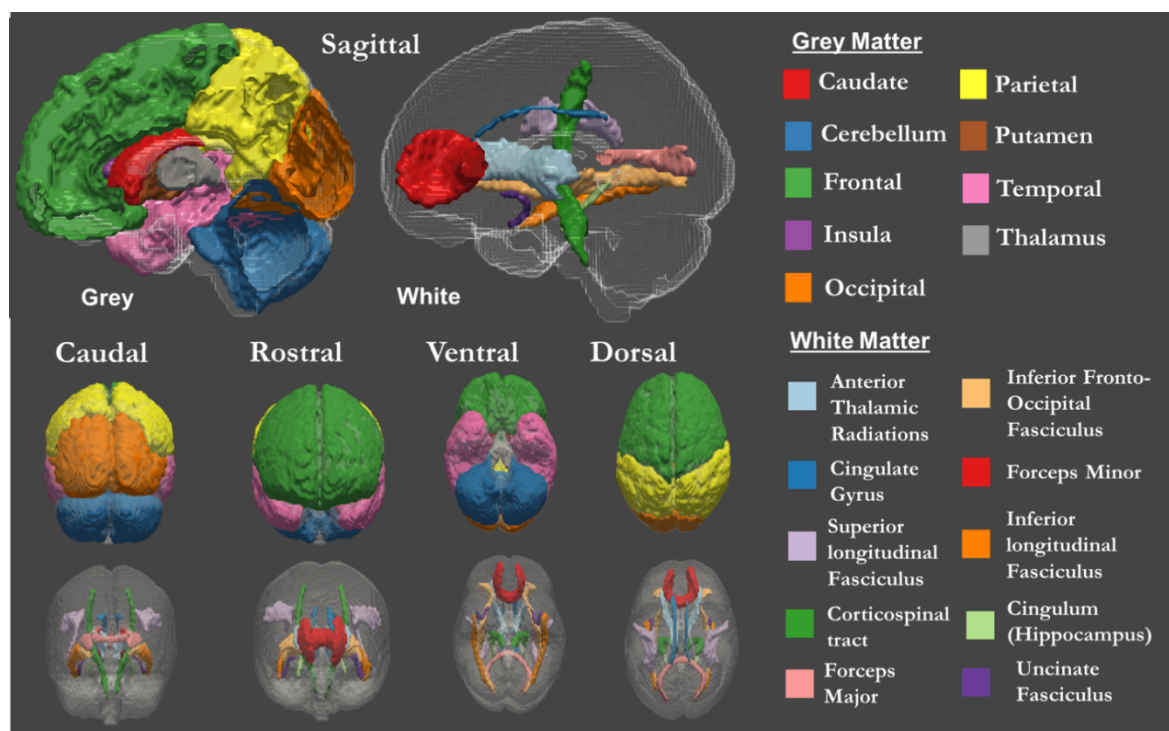 Sagittal
Grey
White
Caudal
Rostral
Ventral
Dorsal
Grey Matter
Caudate
Cerebellum
Frontal
Insula
Occipital
Parietal
Putamen
Temporal
Thalamus
White Matter
Anterior
Thalamic
Radiations
Cingulate
Gyrus
Superior
longitudinal
Fasciculus
Corticospinal
tract
Forceps
Major
Inferior Fronto-
Occipital
Fasciculus
Forceps Minor
Inferior
longitudinal
Fasciculus
Cingulum
(Hippocampus)
Uncinate
Fasciculus